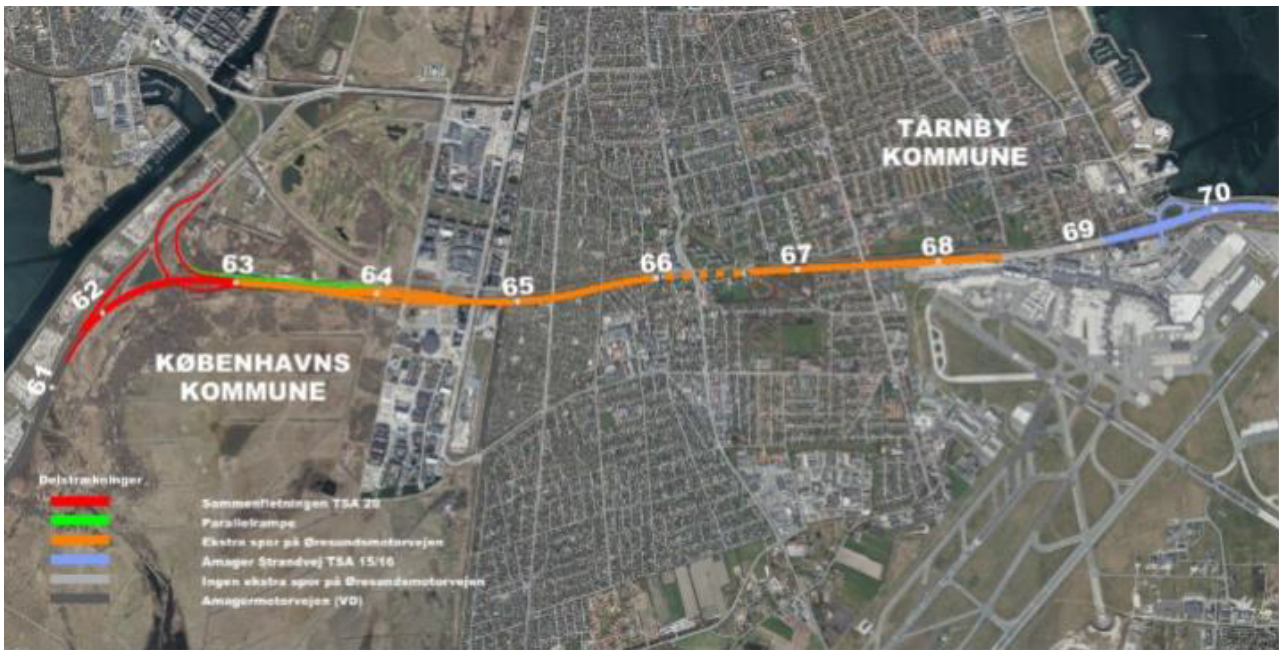 TÅRNBY
KOMMUNE
70
69
68
67
66
65
64
63
62
61
KØBENHAVNS
KOMMUNE
Delstrækninger
Sammenfletningen TSA 20
Parallelrampe
Ekstra spor på Øresundsmotorvejen
Amager Strandvej TSA 15/16
Ingen ekstra spor på Øresundsmotorvejen
Amagermotorvejen (VD)